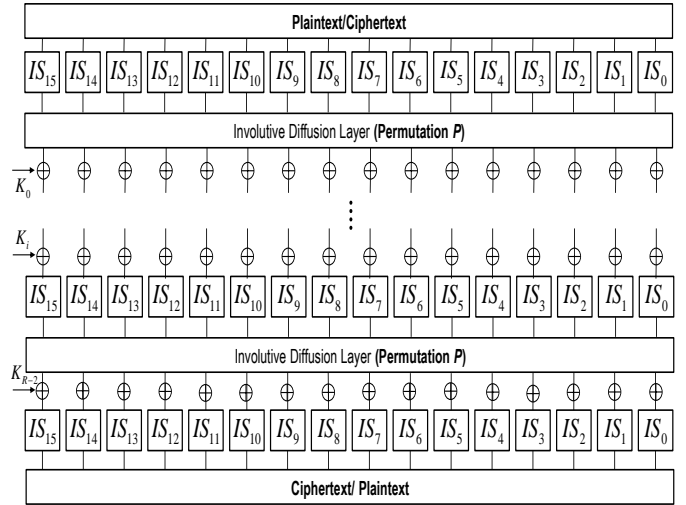 Plaintext/Ciphertext
IS15 IS14 IS13 IS12 IS11 IS10 IS9 IS8 IS7 IS6 IS5 IS4 IS3 IS2 IS1 IS0
Involutive Diffusion Layer (Permutation P)
K0
Ki
IS15 IS14 IS13 IS12 IS11 IS10 IS9 IS8 IS7 IS6 IS5 IS4 IS3 IS2 IS1 IS0
Involutive Diffusion Layer (Permutation P)
KR−2
IS15 IS14 IS13 IS12 IS11 IS10 IS9 IS8 IS7 IS6 IS5 IS4 IS3 IS2 IS1 IS0
Ciphertext/ Plaintext